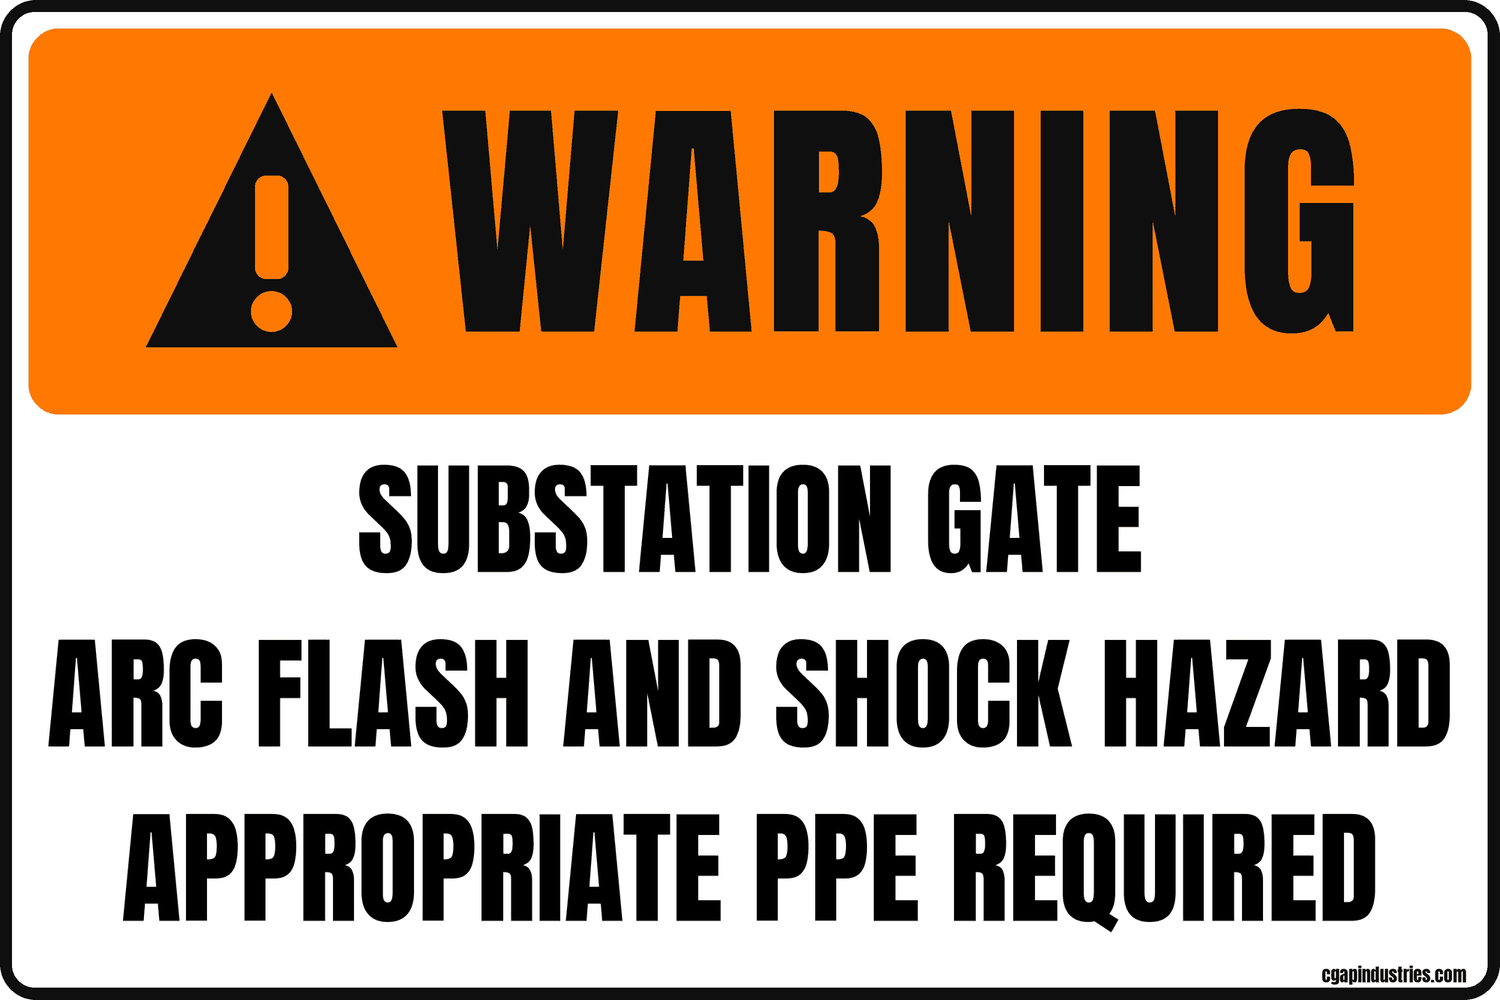 WARNING
SUBSTATION GATE
ARC FLASH AND SHOCK HAZARD
APPROPRIATE PPE REQUIRED
cgapindustries.com